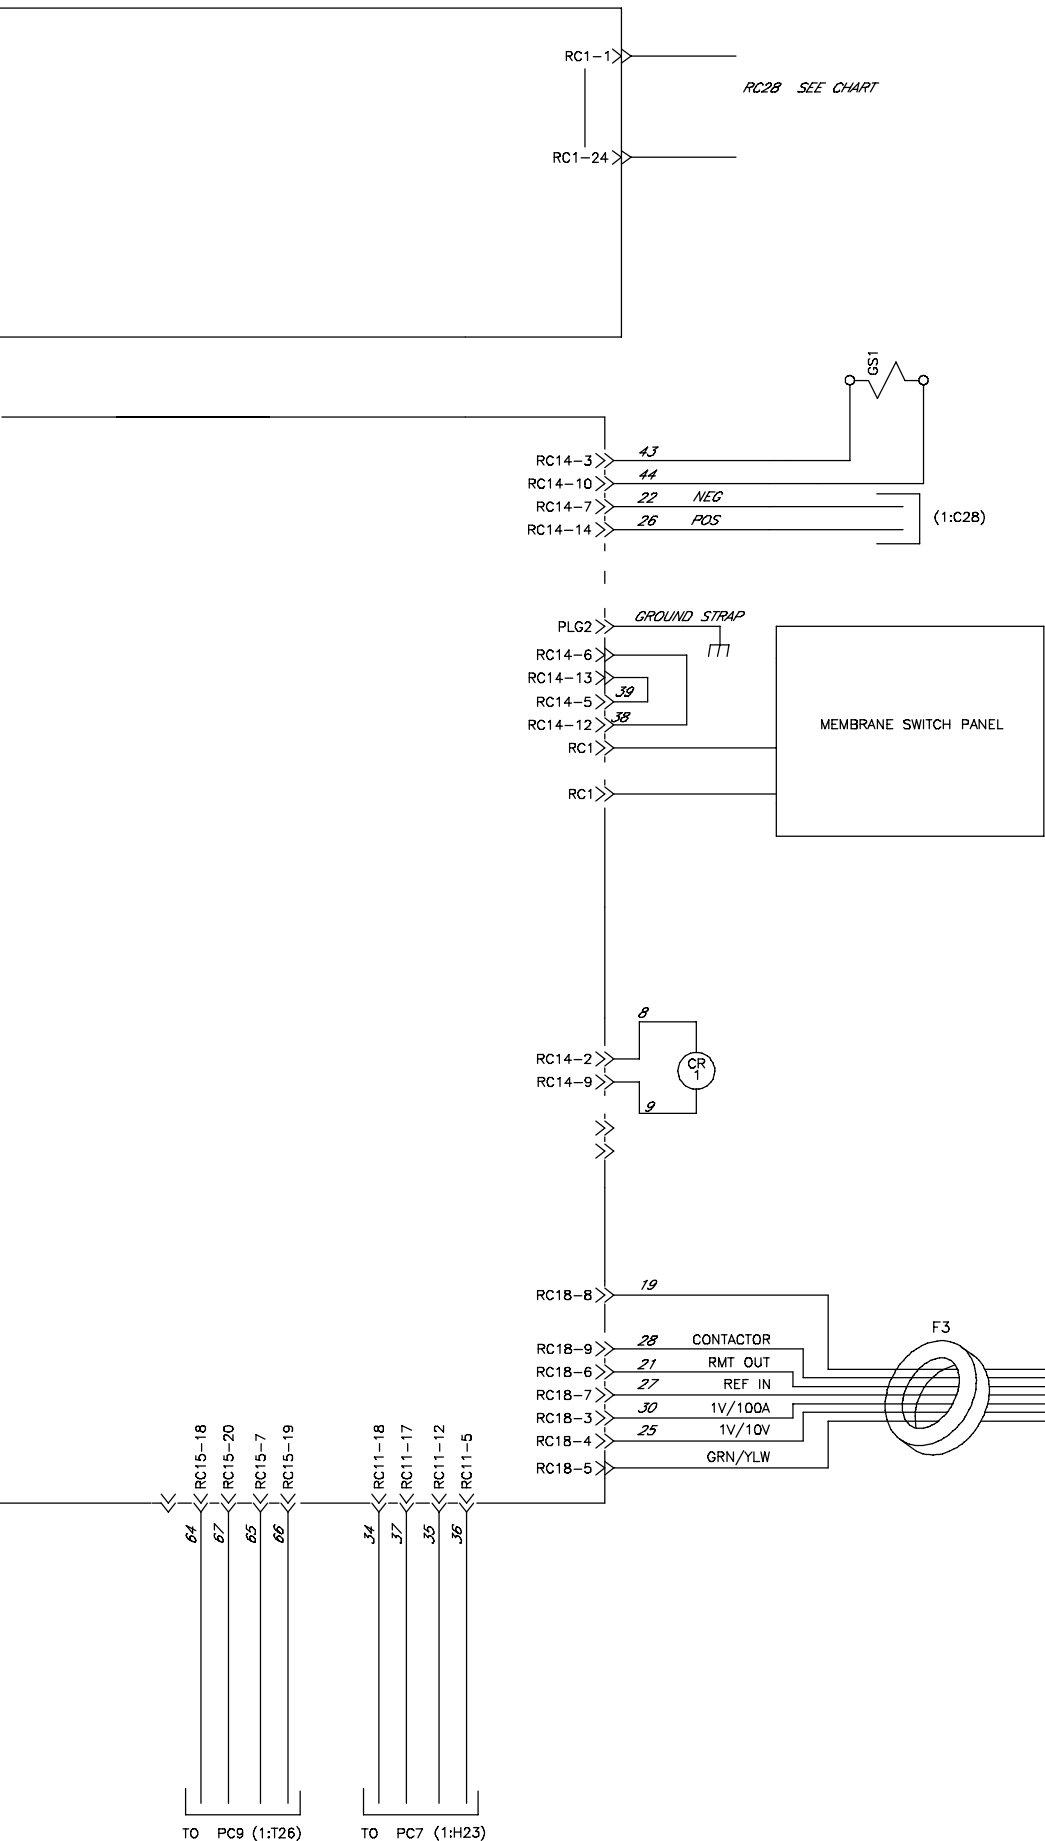 RC1-1
RC28 SEE CHART
RC1-24
GS1
RC14-3 43
RC14-10 44
RC14-7 22 NEG
(1:C28)
RC14-14 26 POS
GROUND STRAP
PLG2
RC14-6
RC14-13
39
RC14-5
38
RC14-12
MEMBRANE SWITCH PANEL
RC1
RC1
8
RC14-2
CR
1
RC14-9
9
RC18-8 19
F3
RC18-9 28 CONTACTOR
RC18-6 21 RMT OUT
RC18-7 27 REF IN
RC18-3 30 1V/100A
RC18-4 25 1V/10V
RC18-5 GRN/YLW
RC15-18
RC15-20
RC15-7
RC15-19
RC11-18
RC11-17
RC11-12
RC11-5
64
67
65
66
34
37
35
36
TO PC9 (1:T26)
TO PC7 (1:H23)